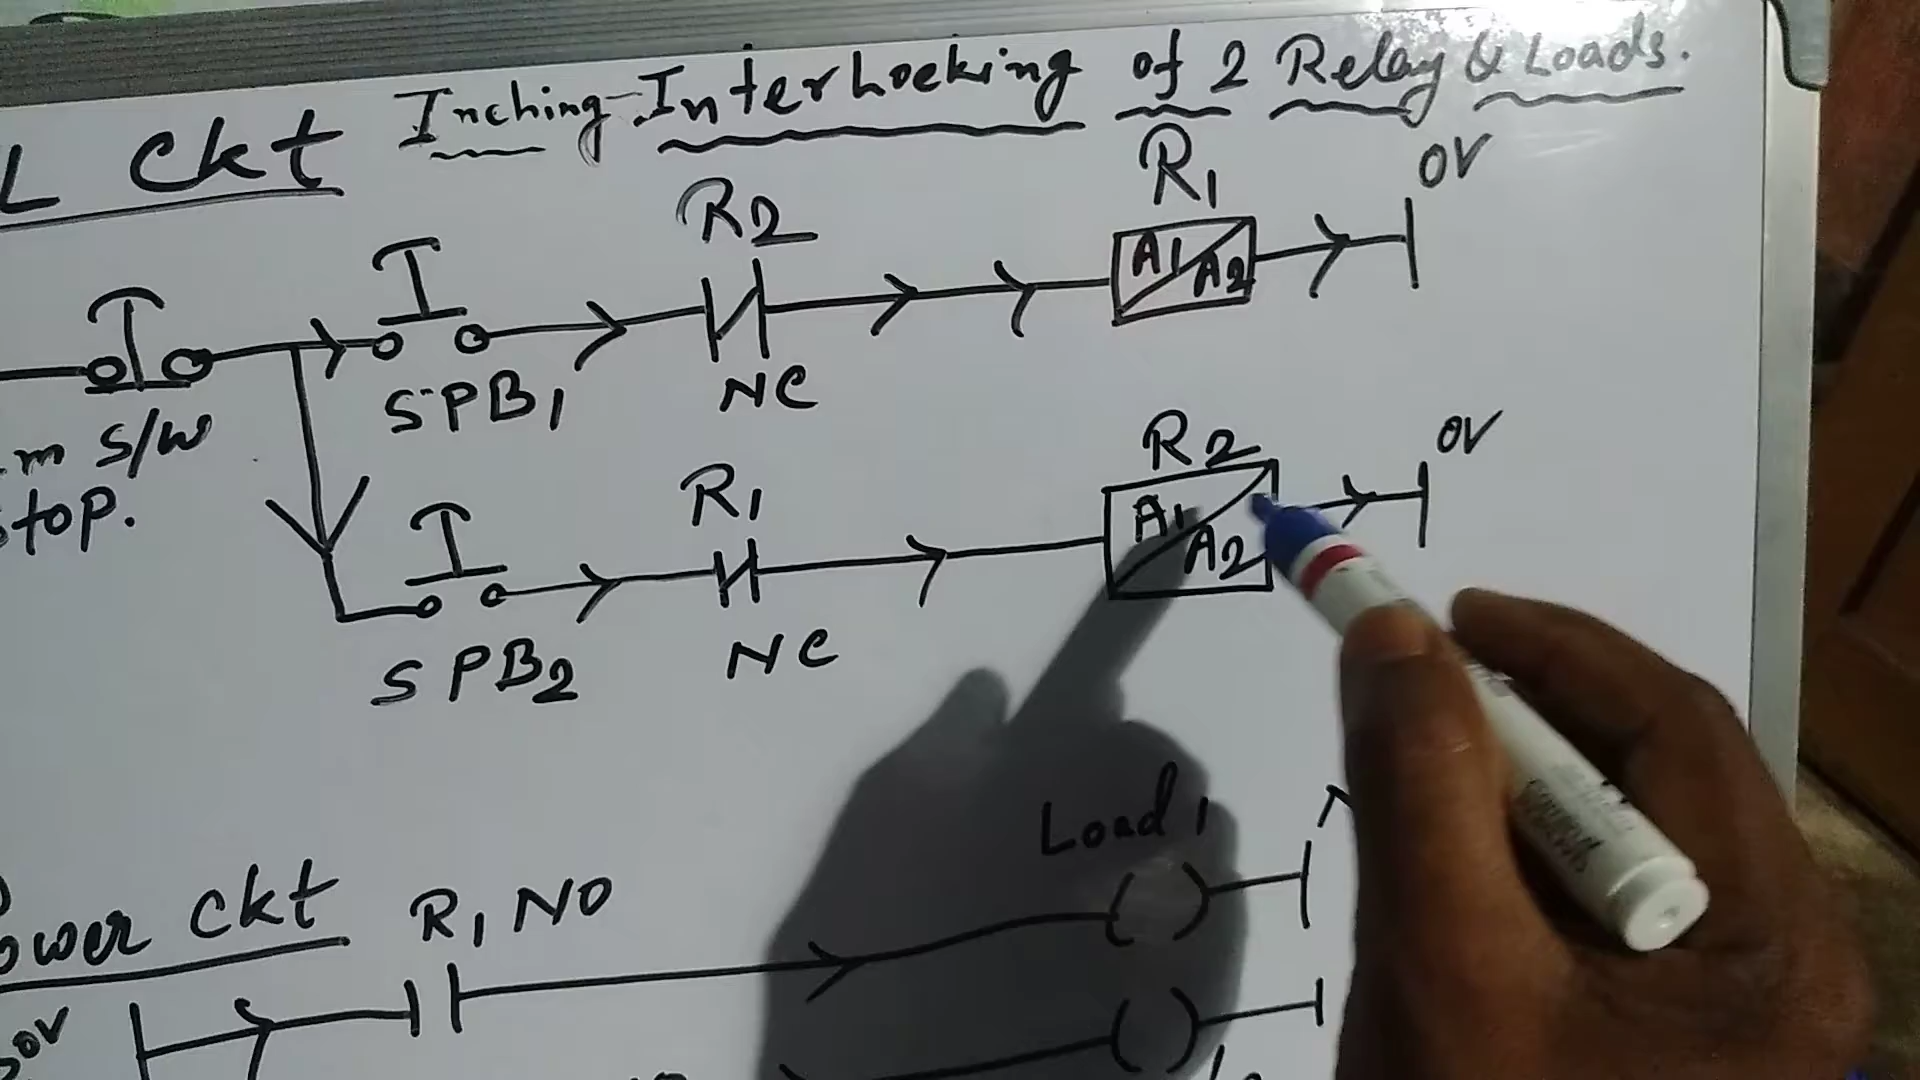 L Ckt Inching-InterLocking of 2 Relay & Loads.
R2 R1 0V
A1 A2
SPB1 NC
m S/W
stop.
R1 R2 0V
A1 A2
SPB2 NC
Load 1
ower Ckt R1 NO